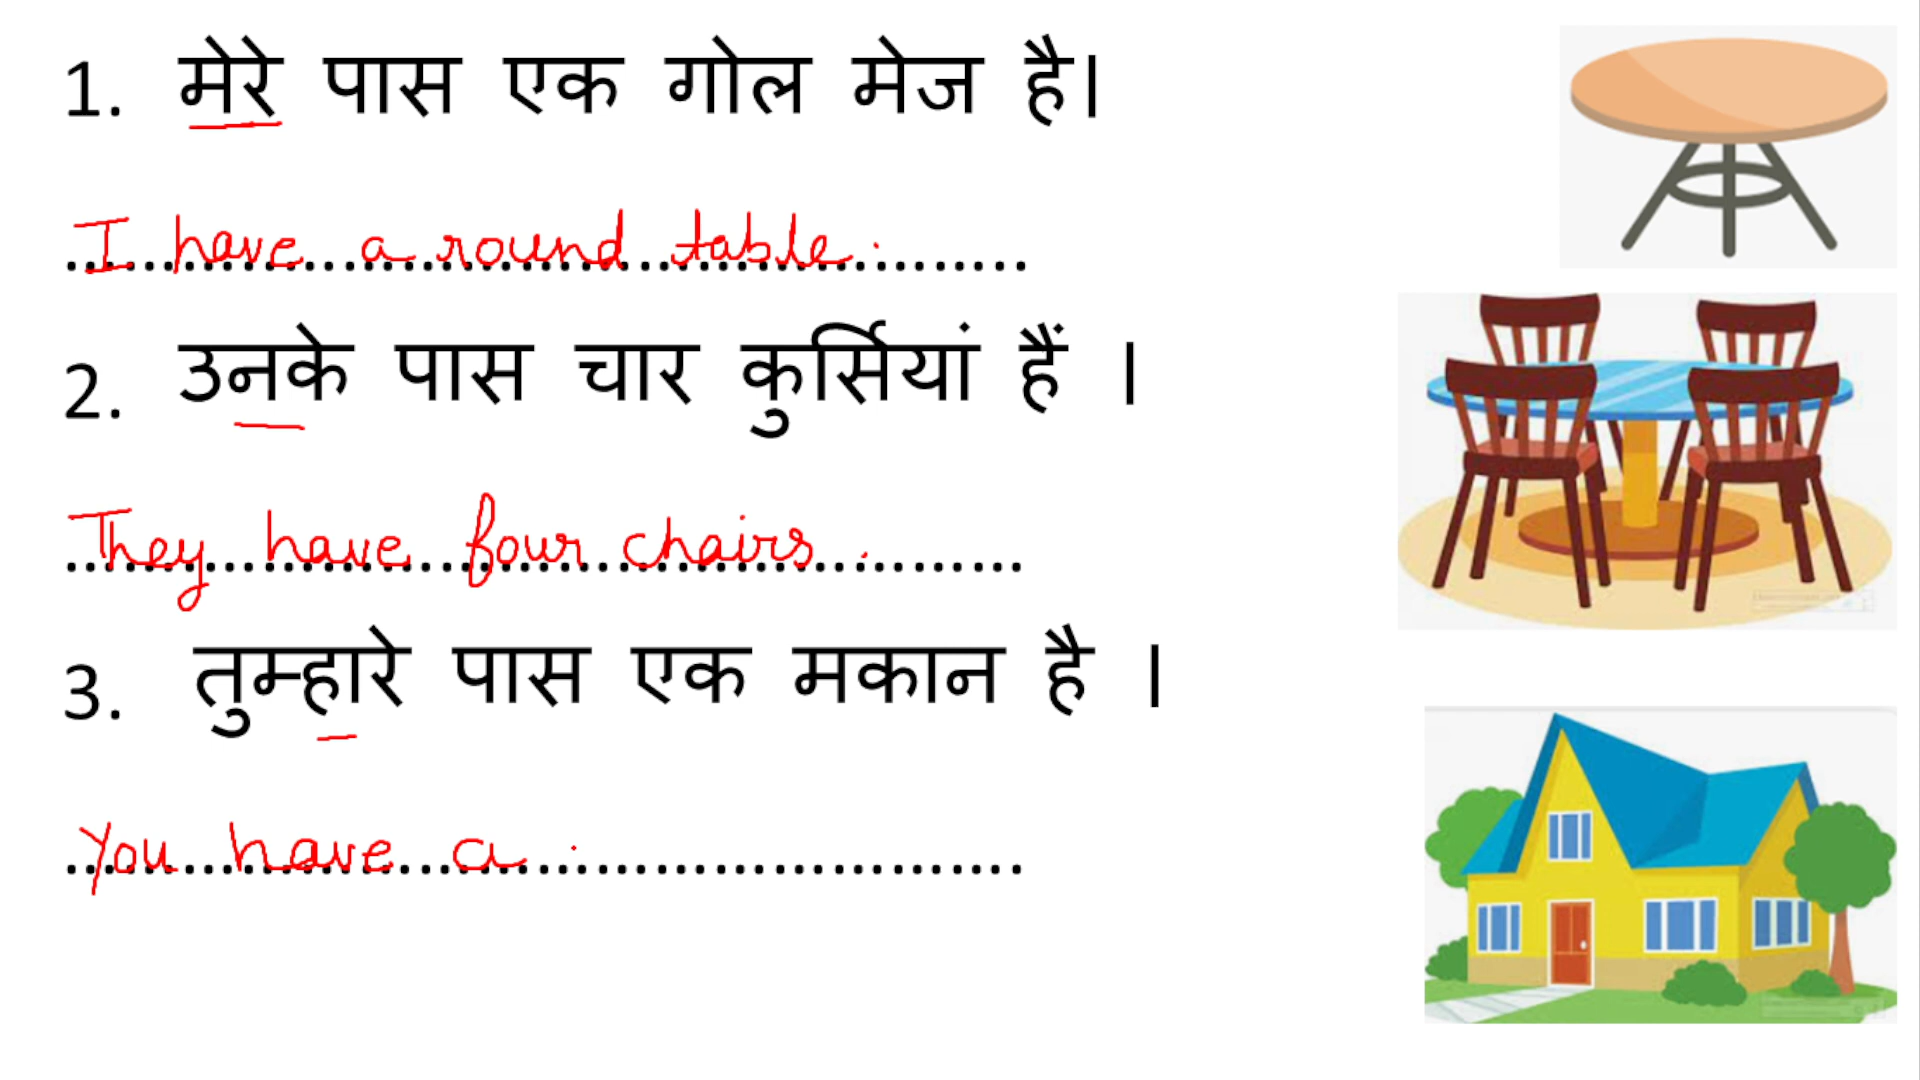 1. मेरे पास एक गोल मेज है।
I have a round table.
2. उनके पास चार कुर्सियां हैं ।
They have four chairs.
3. तुम्हारे पास एक मकान है ।
You have a